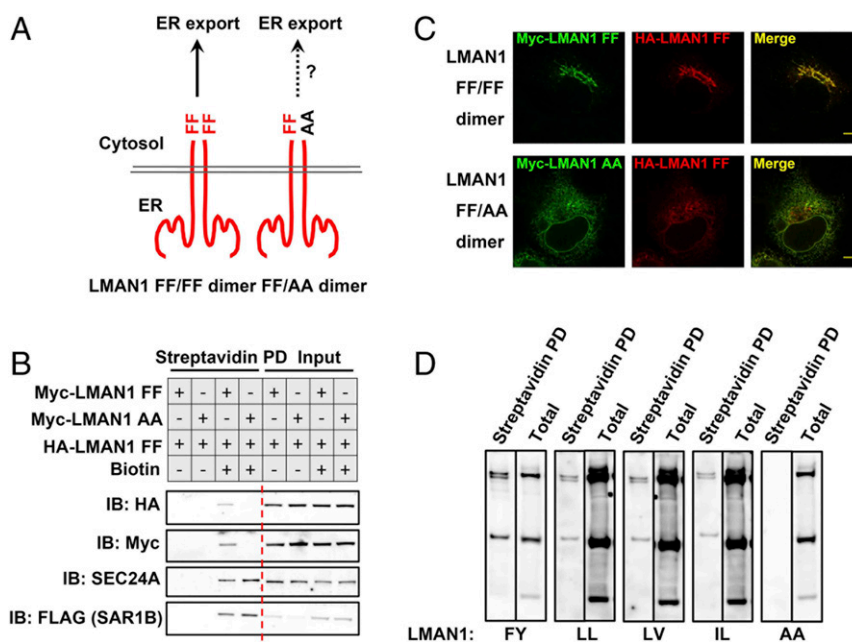 A
ER export ER export
?
FF FF FF AA
Cytosol
ER
LMAN1 FF/FF dimer FF/AA dimer
B
Streptavidin PD Input
Myc-LMAN1 FF + - + - + - + -
Myc-LMAN1 AA - + - + - + - +
HA-LMAN1 FF + + + + + + + +
Biotin - - + + - - + +
IB: HA
IB: Myc
IB: SEC24A
IB: FLAG (SAR1B)
C
Myc-LMAN1 FF HA-LMAN1 FF Merge
LMAN1
FF/FF
dimer
Myc-LMAN1 AA HA-LMAN1 FF Merge
LMAN1
FF/AA
dimer
D
Streptavidin PD Total Streptavidin PD Total Streptavidin PD Total Streptavidin PD Total Streptavidin PD Total
LMAN1: FY LL LV IL AA